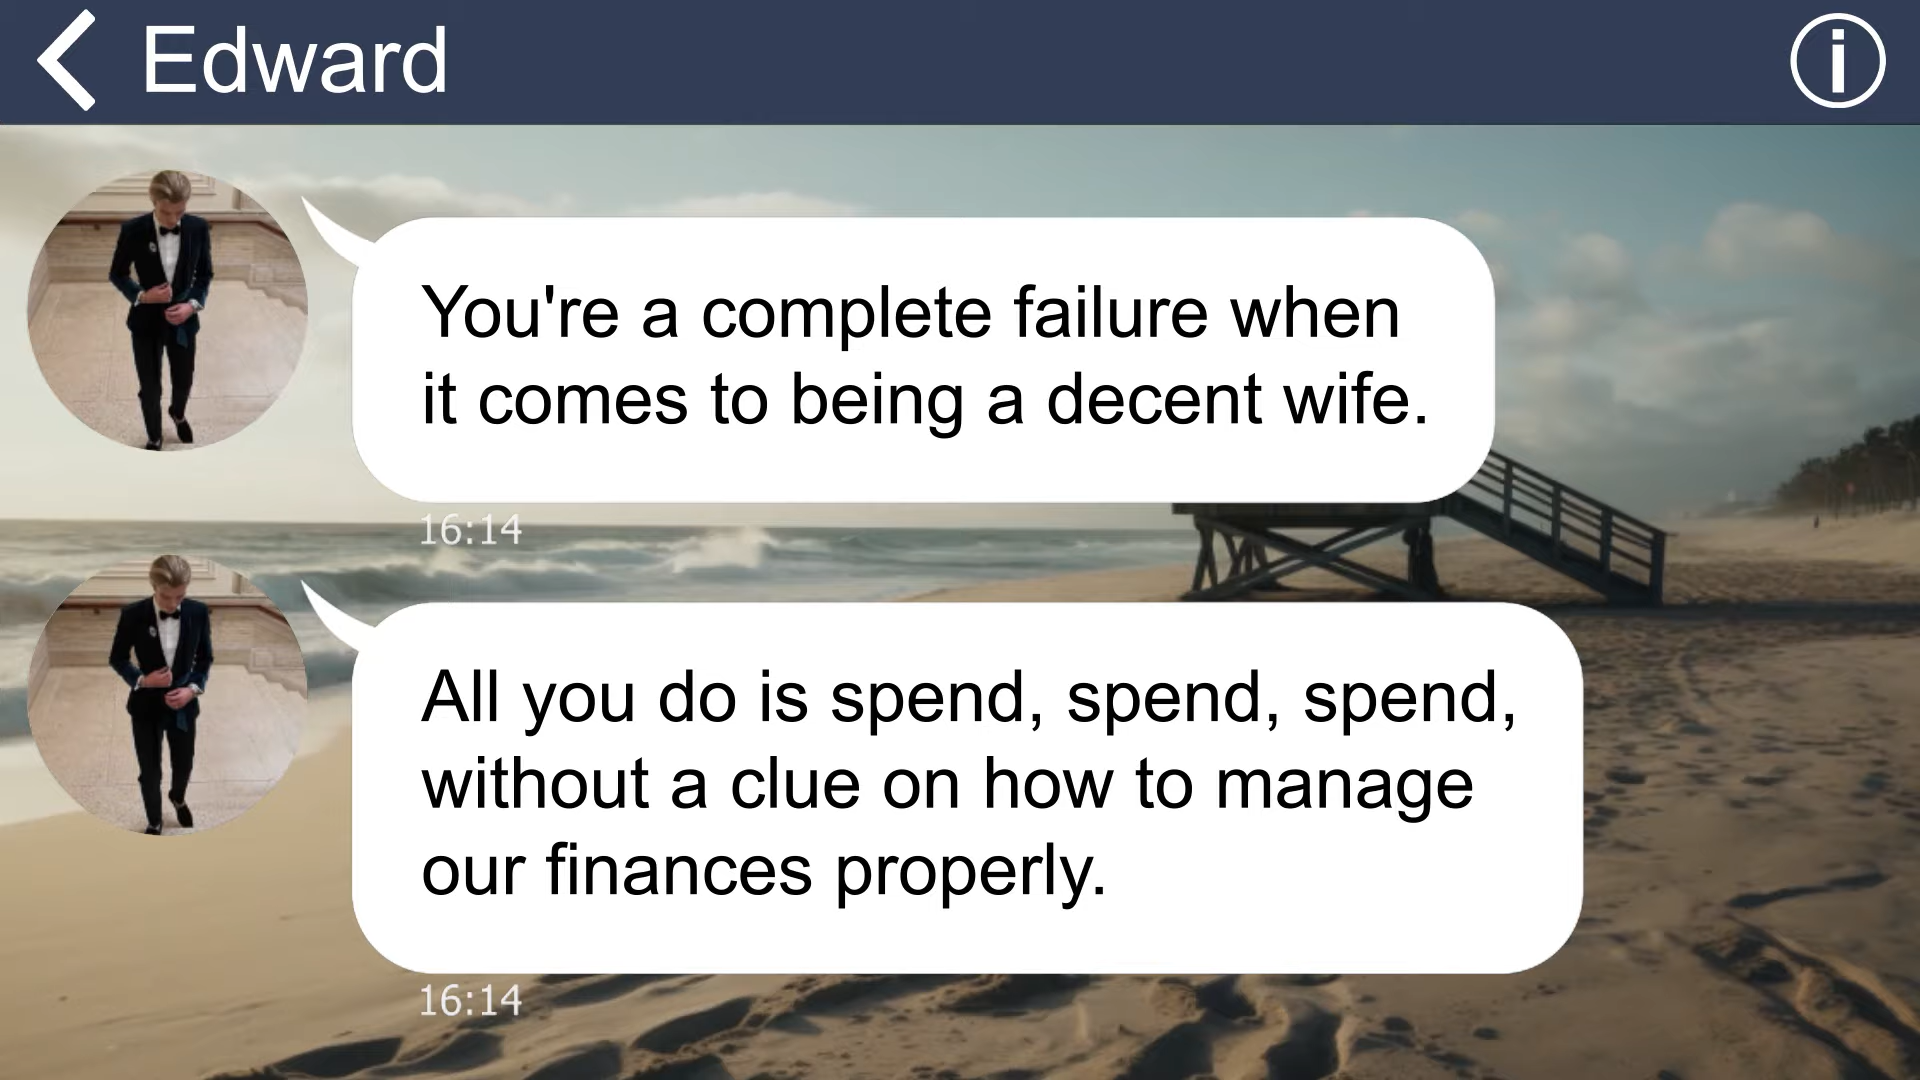 Edward
You're a complete failure when
it comes to being a decent wife.
16:14
All you do is spend, spend, spend,
without a clue on how to manage
our finances properly.
16:14